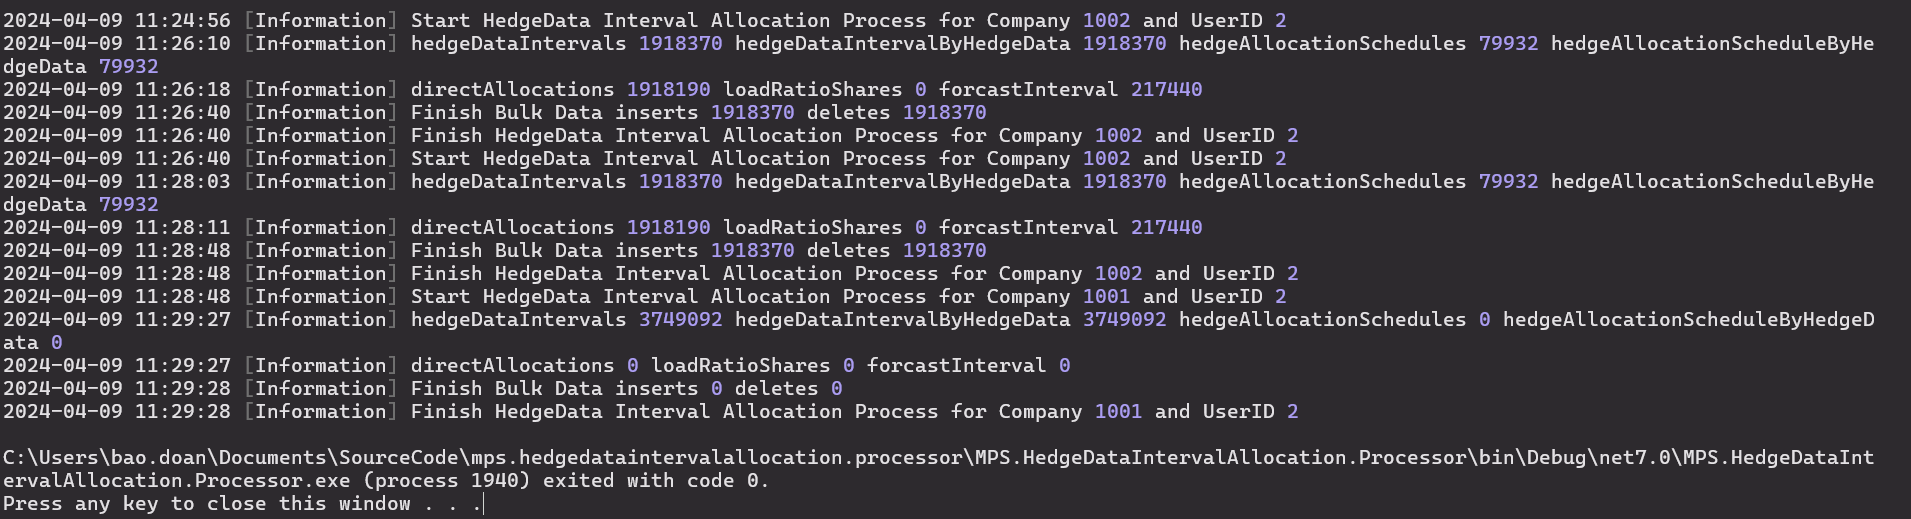 2024-04-09 11:24:56 [Information] Start HedgeData Interval Allocation Process for Company 1002 and UserID 2
2024-04-09 11:26:10 [Information] hedgeDataIntervals 1918370 hedgeDataIntervalByHedgeData 1918370 hedgeAllocationSchedules 79932 hedgeAllocationScheduleByHe
dgeData 79932
2024-04-09 11:26:18 [Information] directAllocations 1918190 loadRatioShares 0 forcastInterval 217440
2024-04-09 11:26:40 [Information] Finish Bulk Data inserts 1918370 deletes 1918370
2024-04-09 11:26:40 [Information] Finish HedgeData Interval Allocation Process for Company 1002 and UserID 2
2024-04-09 11:26:40 [Information] Start HedgeData Interval Allocation Process for Company 1002 and UserID 2
2024-04-09 11:28:03 [Information] hedgeDataIntervals 1918370 hedgeDataIntervalByHedgeData 1918370 hedgeAllocationSchedules 79932 hedgeAllocationScheduleByHe
dgeData 79932
2024-04-09 11:28:11 [Information] directAllocations 1918190 loadRatioShares 0 forcastInterval 217440
2024-04-09 11:28:48 [Information] Finish Bulk Data inserts 1918370 deletes 1918370
2024-04-09 11:28:48 [Information] Finish HedgeData Interval Allocation Process for Company 1002 and UserID 2
2024-04-09 11:28:48 [Information] Start HedgeData Interval Allocation Process for Company 1001 and UserID 2
2024-04-09 11:29:27 [Information] hedgeDataIntervals 3749092 hedgeDataIntervalByHedgeData 3749092 hedgeAllocationSchedules 0 hedgeAllocationScheduleByHedgeD
ata 0
2024-04-09 11:29:27 [Information] directAllocations 0 loadRatioShares 0 forcastInterval 0
2024-04-09 11:29:28 [Information] Finish Bulk Data inserts 0 deletes 0
2024-04-09 11:29:28 [Information] Finish HedgeData Interval Allocation Process for Company 1001 and UserID 2
C:\Users\bao.doan\Documents\SourceCode\mps.hedgedataintervalallocation.processor\MPS.HedgeDataIntervalAllocation.Processor\bin\Debug\net7.0\MPS.HedgeDataInt
ervalAllocation.Processor.exe (process 1940) exited with code 0.
Press any key to close this window . . .